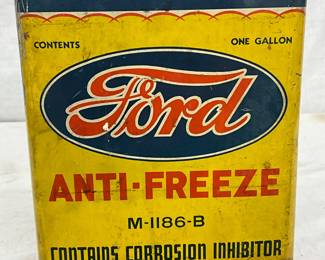 CONTENTS ONE GALLON
Ford
ANTI-FREEZE
M-1186-B
CONTAINS CORROSION INHIBITOR